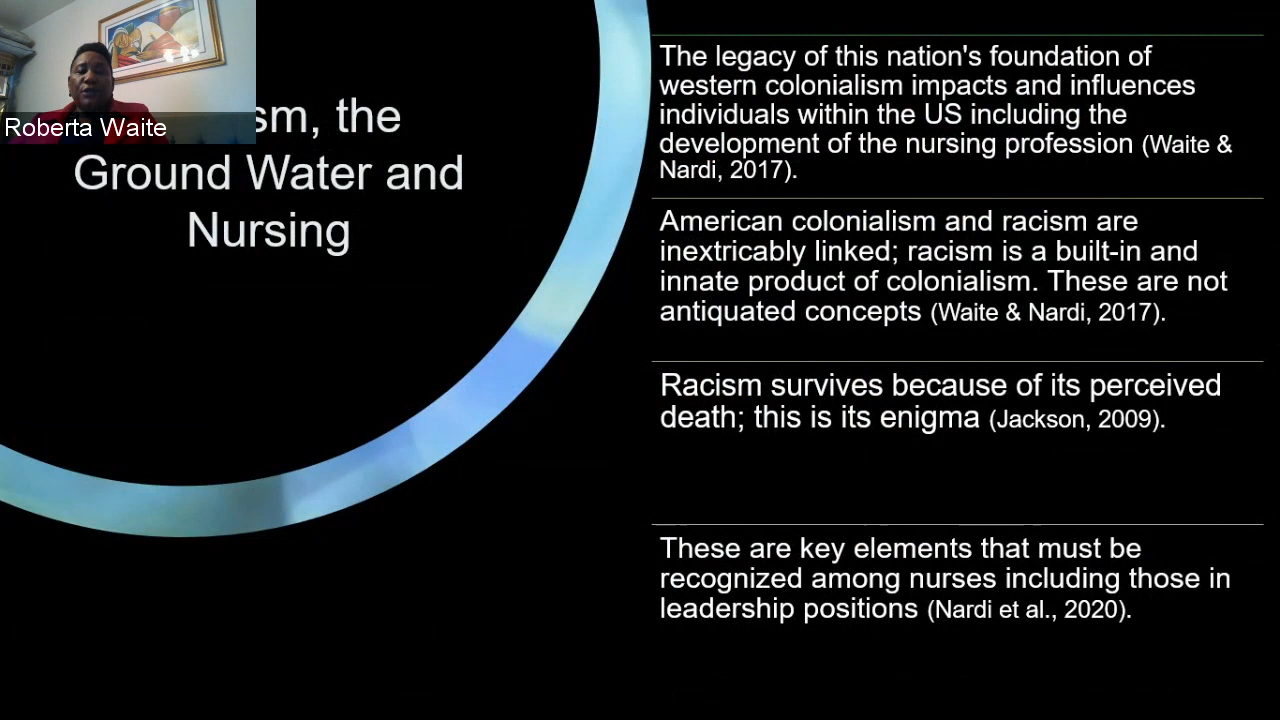 Roberta Waite
sm, the
Ground Water and
Nursing
The legacy of this nation's foundation of
western colonialism impacts and influences
individuals within the US including the
development of the nursing profession (Waite &
Nardi, 2017).
American colonialism and racism are
inextricably linked; racism is a built-in and
innate product of colonialism. These are not
antiquated concepts (Waite & Nardi, 2017).
Racism survives because of its perceived
death; this is its enigma (Jackson, 2009).
These are key elements that must be
recognized among nurses including those in
leadership positions (Nardi et al., 2020).